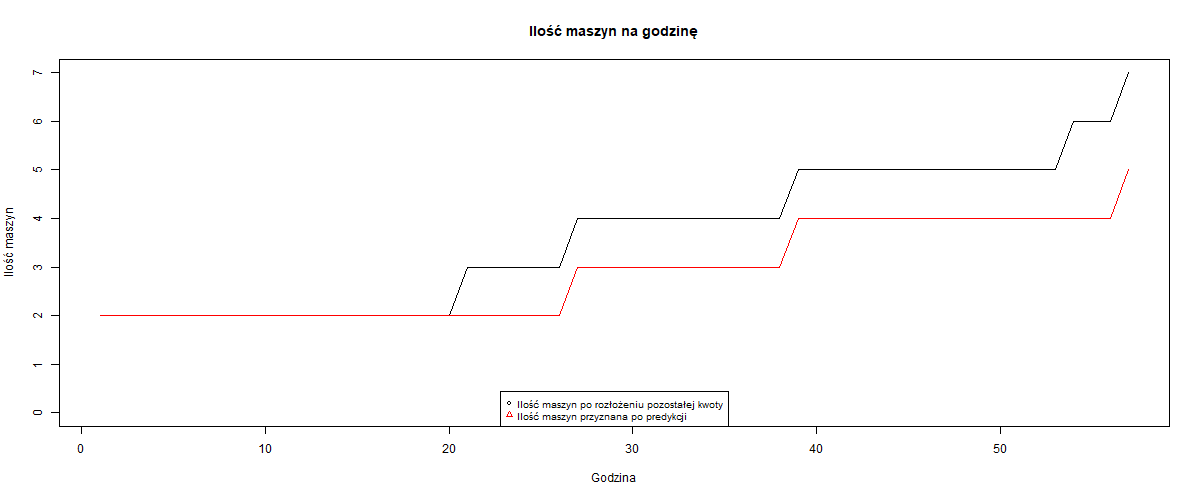 Ilość maszyn na godzinę
Ilość maszyn
7
6
5
4
3
2
1
0
Ilość maszyn po rozłożeniu pozostałej kwoty
Ilość maszyn przyznana po predykcji
0 10 20 30 40 50
Godzina